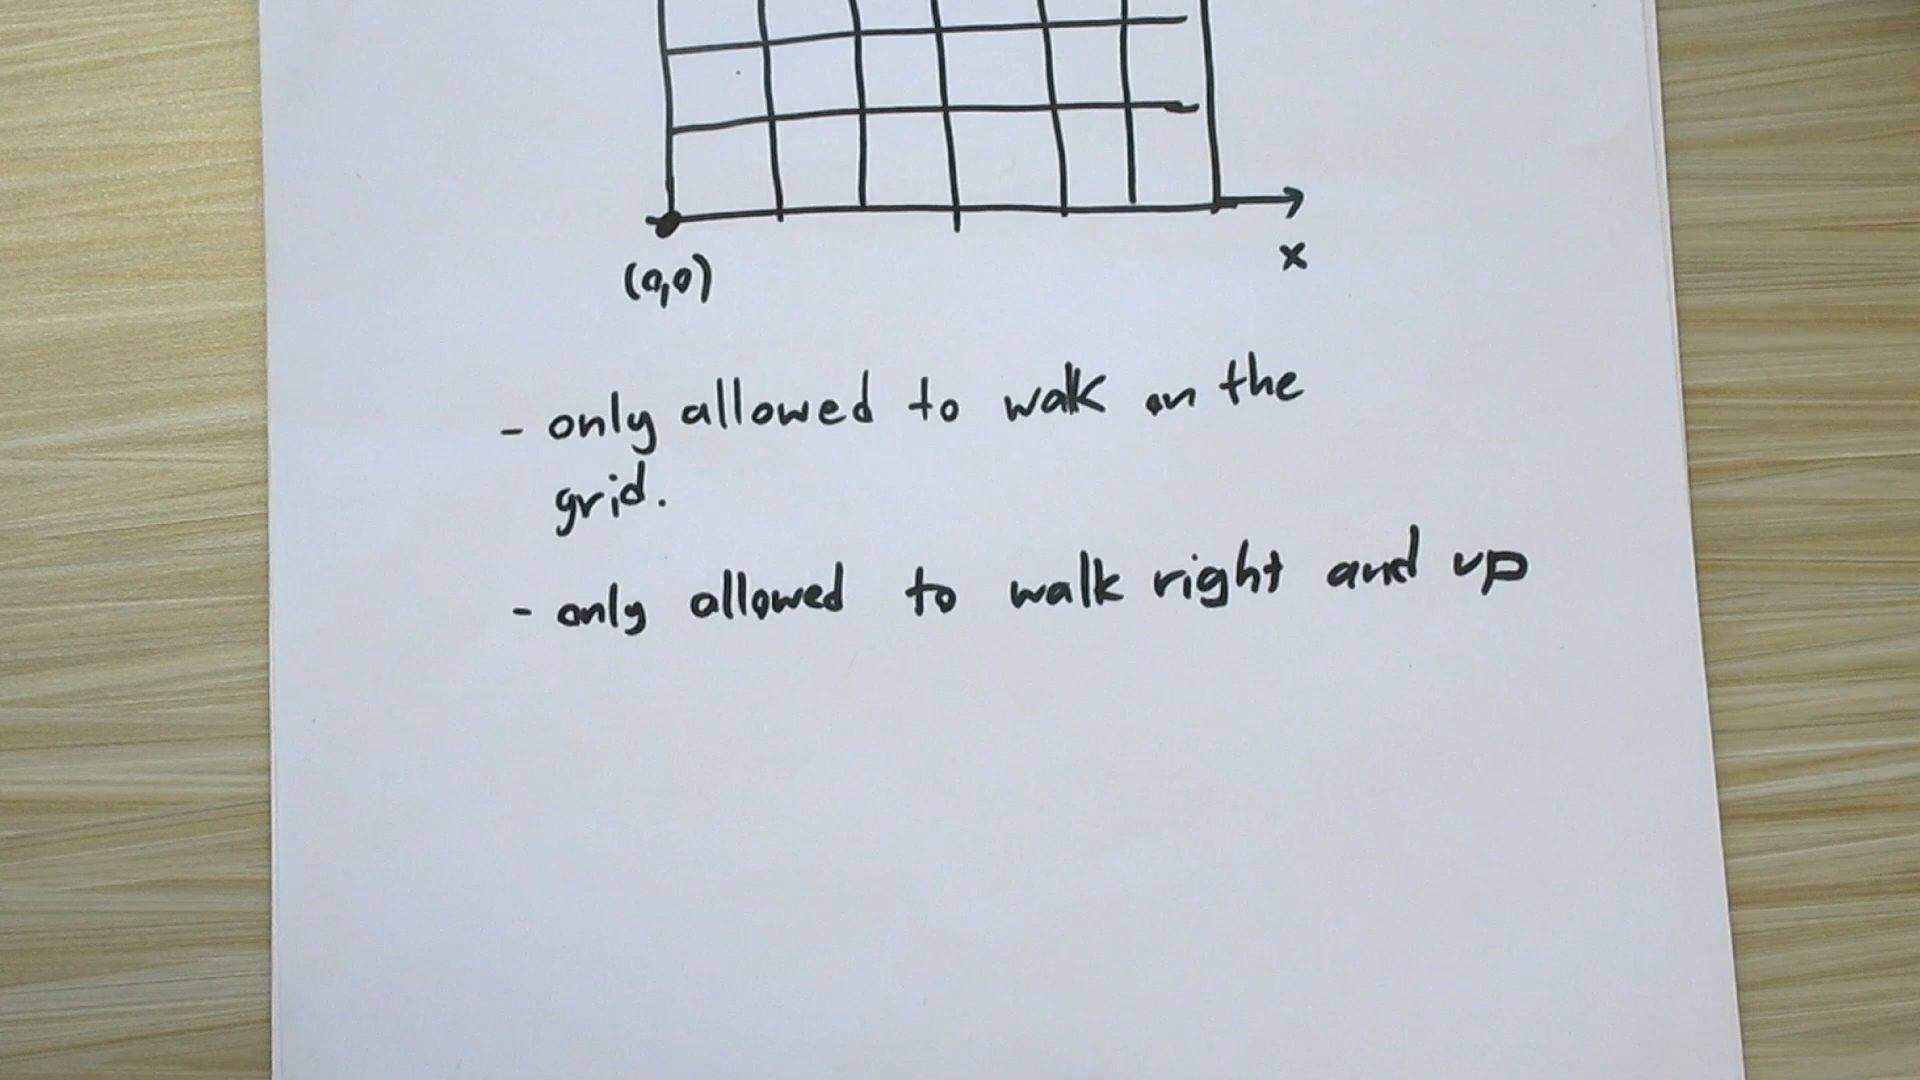 x
(0,0)
- only allowed to walk on the
grid.
- only allowed to walk right and up